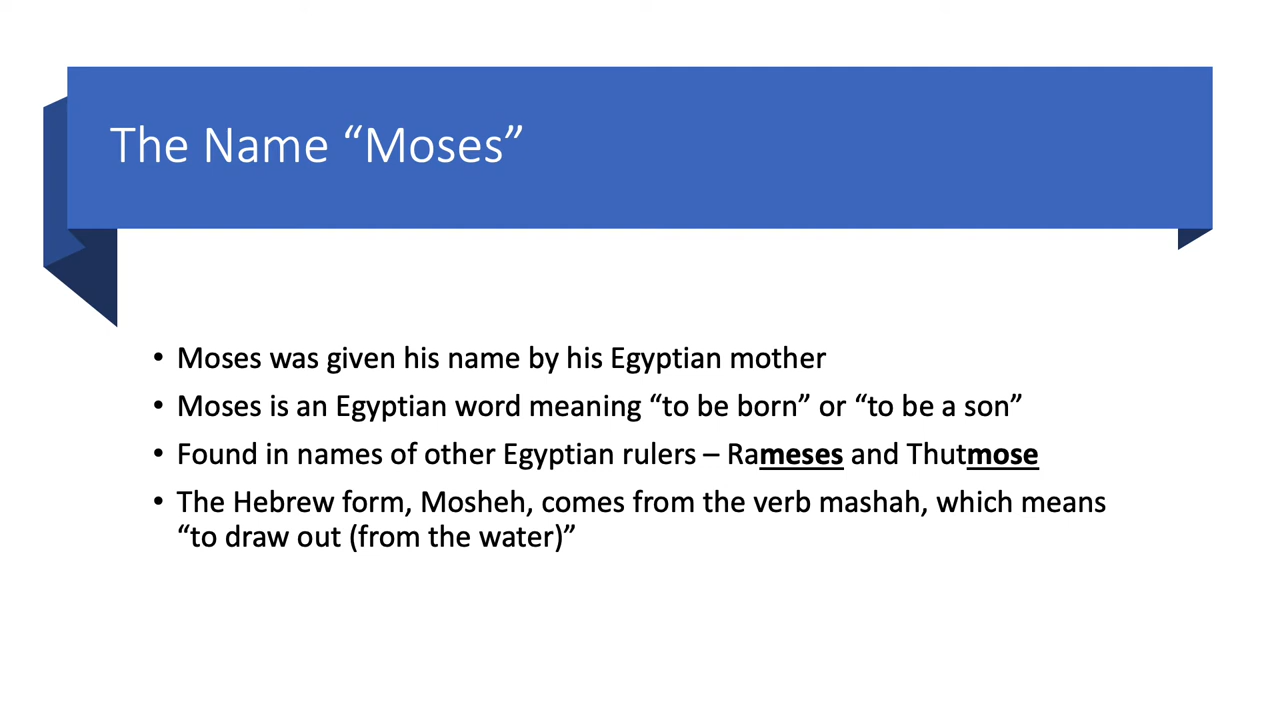 The Name “Moses”
• Moses was given his name by his Egyptian mother
• Moses is an Egyptian word meaning “to be born” or “to be a son”
• Found in names of other Egyptian rulers – Rameses and Thutmose
• The Hebrew form, Mosheh, comes from the verb mashah, which means
“to draw out (from the water)”